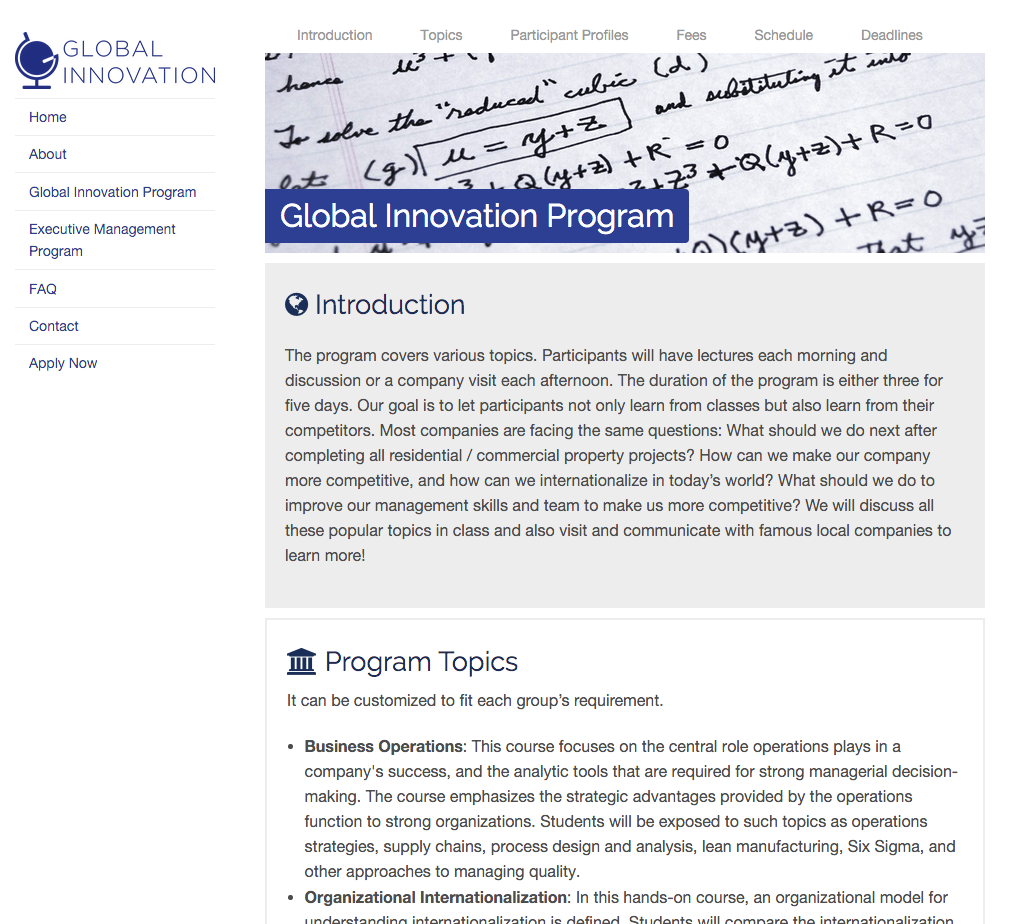 GLOBAL
INNOVATION
Home
About
Global Innovation Program
Executive Management
Program
FAQ
Contact
Apply Now
Introduction Topics Participant Profiles Fees Schedule Deadlines
hence u³ + (d)
To solve the "reduced" cubic and substituting it into
(g) u = y+z
Q(y+z) + R = 0 z³ + Q(y+z) + R = 0
Global Innovation Program
)(y+z) + R = 0
That
Introduction
The program covers various topics. Participants will have lectures each morning and
discussion or a company visit each afternoon. The duration of the program is either three for
five days. Our goal is to let participants not only learn from classes but also learn from their
competitors. Most companies are facing the same questions: What should we do next after
completing all residential / commercial property projects? How can we make our company
more competitive, and how can we internationalize in today’s world? What should we do to
improve our management skills and team to make us more competitive? We will discuss all
these popular topics in class and also visit and communicate with famous local companies to
learn more!
Program Topics
It can be customized to fit each group’s requirement.
• Business Operations: This course focuses on the central role operations plays in a
company's success, and the analytic tools that are required for strong managerial decision-
making. The course emphasizes the strategic advantages provided by the operations
function to strong organizations. Students will be exposed to such topics as operations
strategies, supply chains, process design and analysis, lean manufacturing, Six Sigma, and
other approaches to managing quality.
• Organizational Internationalization: In this hands-on course, an organizational model for
understanding internationalization is defined. Students will compare the internationalization